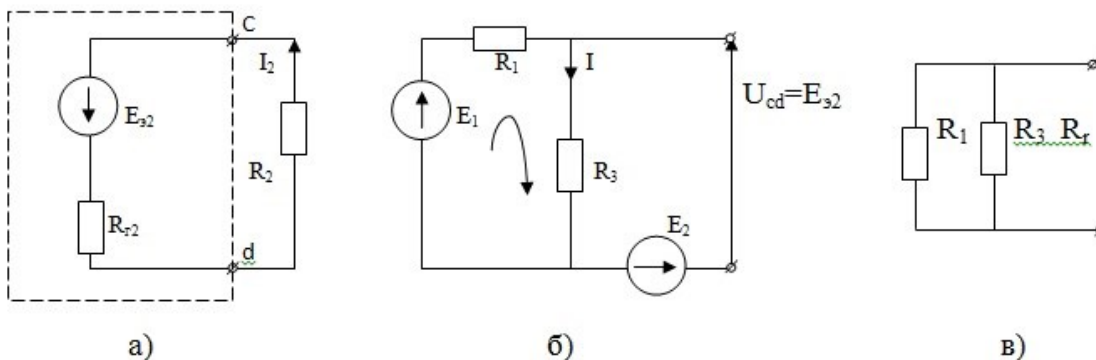 C
I₂
Eэ2
R₂
Rг2
d
а)
R₁
I
E₁
R₃
E₂
Ucd=Eэ2
б)
R₁
R₃ Rг
в)